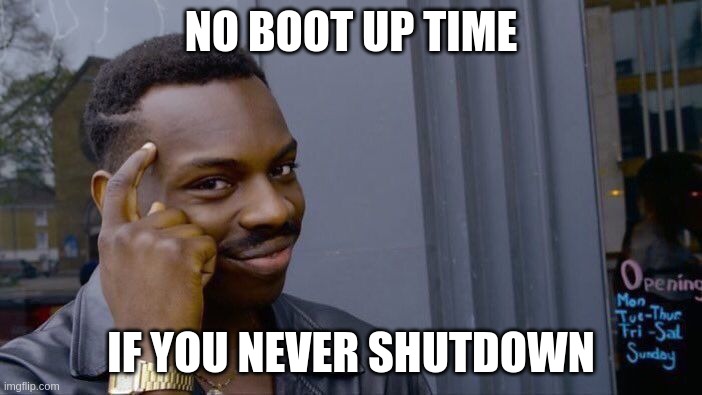 NO BOOT UP TIME
Opening
Mon
Tue-Thur
Fri-Sat
Sunday
IF YOU NEVER SHUTDOWN
imgflip.com